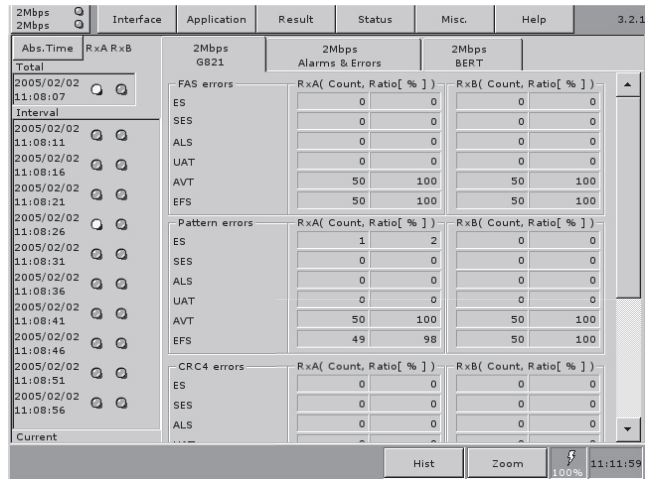 2Mbps
2Mbps
Interface Application Result Status Misc. Help 3.2.1
Abs.Time RxA RxB
2Mbps G821
2Mbps Alarms & Errors
2Mbps BERT
Total
2005/02/02
11:08:07
Interval
2005/02/02
11:08:11
2005/02/02
11:08:16
2005/02/02
11:08:21
2005/02/02
11:08:26
2005/02/02
11:08:31
2005/02/02
11:08:36
2005/02/02
11:08:41
2005/02/02
11:08:46
2005/02/02
11:08:51
2005/02/02
11:08:56
Current
FAS errors RxA( Count, Ratio[ % ] ) RxB( Count, Ratio[ % ] )
ES 0 0 0 0
SES 0 0 0 0
ALS 0 0 0 0
UAT 0 0 0 0
AVT 50 100 50 100
EFS 50 100 50 100
Pattern errors RxA( Count, Ratio[ % ] ) RxB( Count, Ratio[ % ] )
ES 1 2 0 0
SES 0 0 0 0
ALS 0 0 0 0
UAT 0 0 0 0
AVT 50 100 50 100
EFS 49 98 50 100
CRC4 errors RxA( Count, Ratio[ % ] ) RxB( Count, Ratio[ % ] )
ES 0 0 0 0
SES 0 0 0 0
ALS 0 0 0 0
Hist Zoom 100% 11:11:59